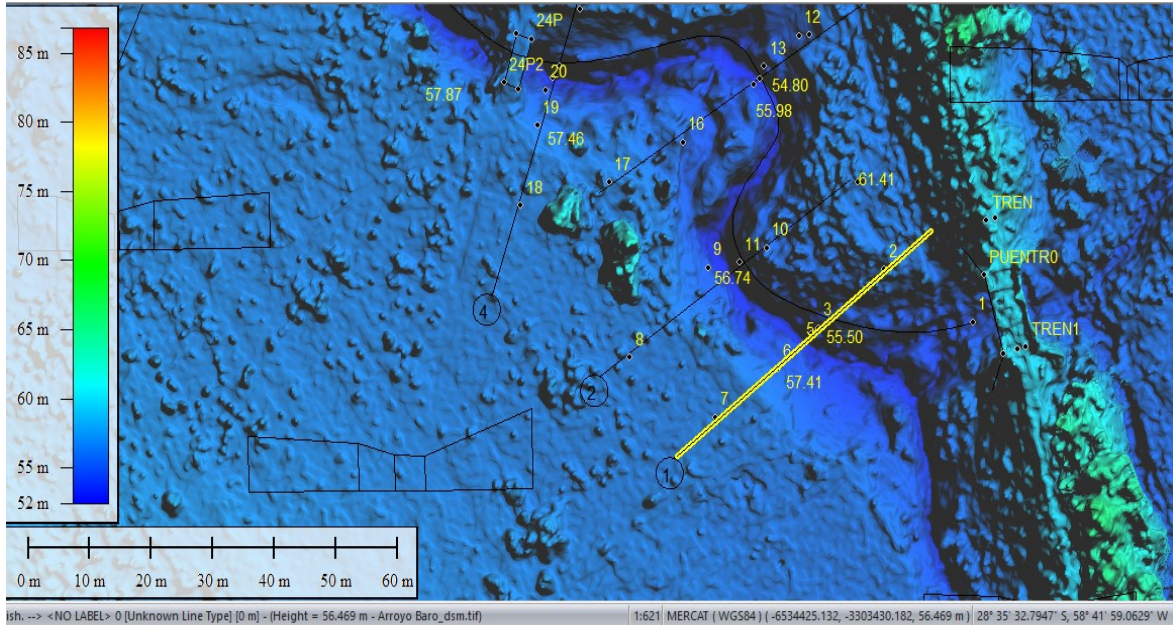 85 m
80 m
75 m
70 m
65 m
60 m
55 m
52 m
24P
12
13
24P2
20
57.87
54.80
19
55.98
57.46
16
17
61.41
18
TREN
10
11
9
2
56.74
PUENTR0
4
1
3
5
55.50
TREN1
8
6
57.41
2
7
1
0 m 10 m 20 m 30 m 40 m 50 m 60 m
ish. --> <NO LABEL> 0 [Unknown Line Type] [0 m] - (Height = 56.469 m - Arroyo Baro_dsm.tif)
1:621
MERCAT ( WGS84 ) ( -6534425.132, -3303430.182, 56.469 m )
28° 35' 32.7947" S, 58° 41' 59.0629" W